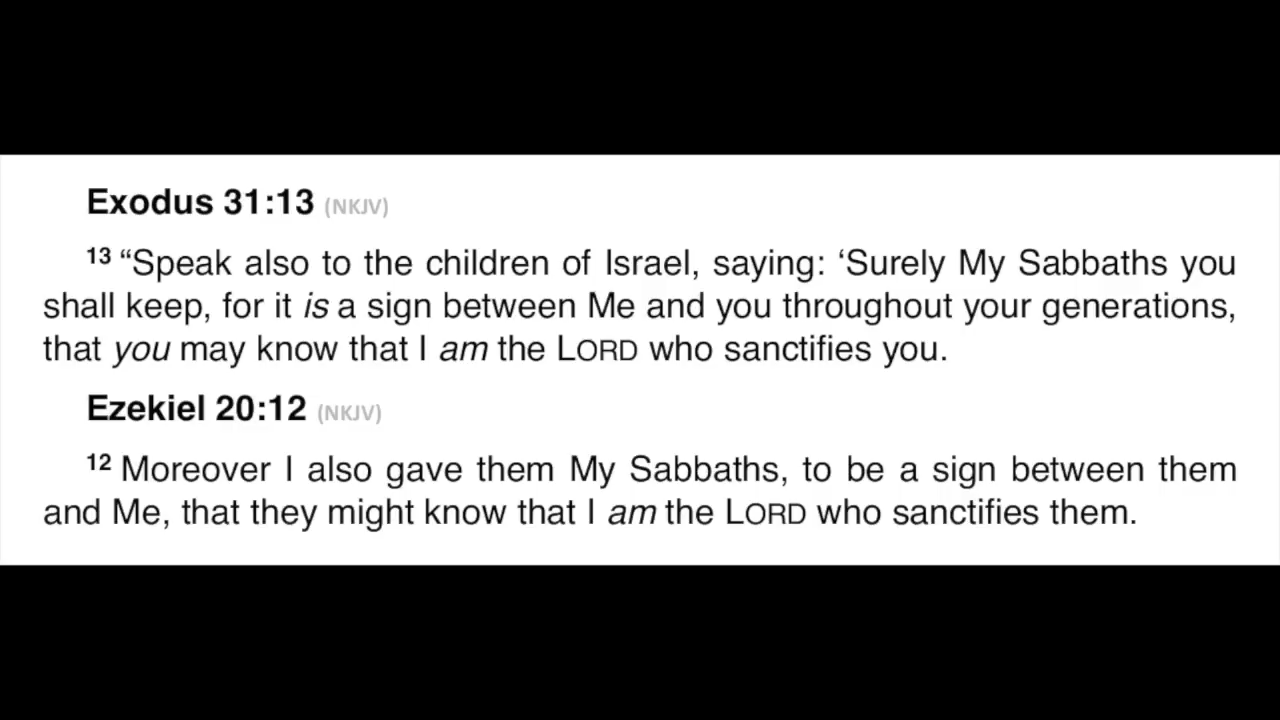 Exodus 31:13 (NKJV)
13 “Speak also to the children of Israel, saying: ‘Surely My Sabbaths you
shall keep, for it is a sign between Me and you throughout your generations,
that you may know that I am the LORD who sanctifies you.
Ezekiel 20:12 (NKJV)
12 Moreover I also gave them My Sabbaths, to be a sign between them
and Me, that they might know that I am the LORD who sanctifies them.